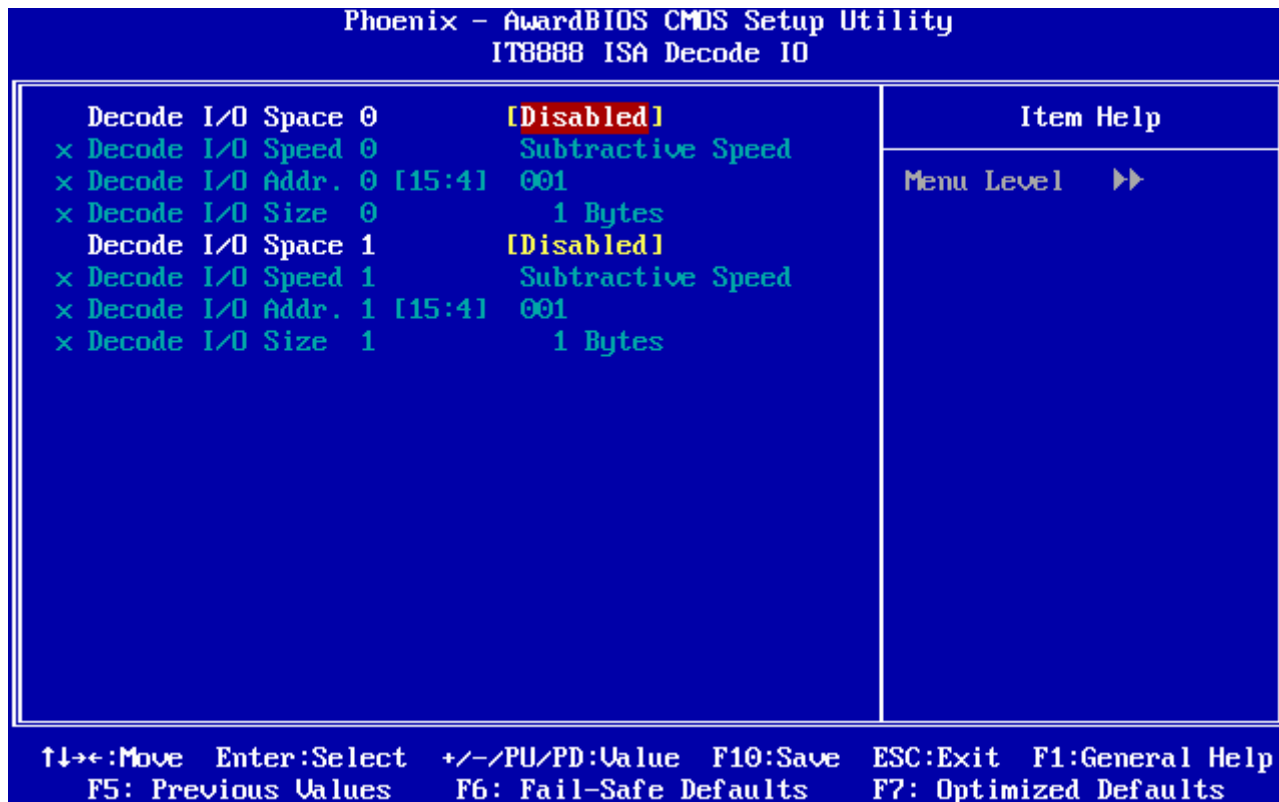 Phoenix - AwardBIOS CMOS Setup Utility
IT8888 ISA Decode IO
Decode I/O Space 0 [Disabled]
x Decode I/O Speed 0 Subtractive Speed
x Decode I/O Addr. 0 [15:4] 001
x Decode I/O Size 0 1 Bytes
Decode I/O Space 1 [Disabled]
x Decode I/O Speed 1 Subtractive Speed
x Decode I/O Addr. 1 [15:4] 001
x Decode I/O Size 1 1 Bytes
Item Help
Menu Level ►►
↑↓→←:Move Enter:Select +/-/PU/PD:Value F10:Save ESC:Exit F1:General Help
F5: Previous Values F6: Fail-Safe Defaults F7: Optimized Defaults